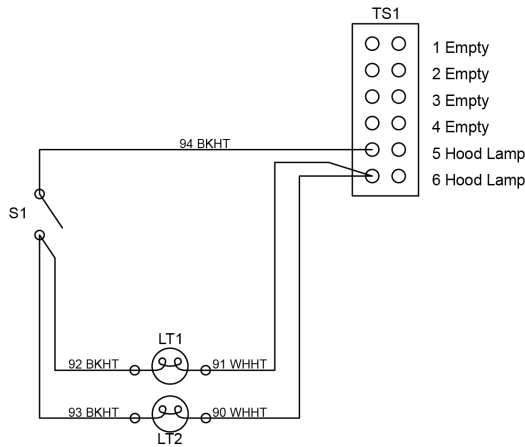 TS1
1 Empty
2 Empty
3 Empty
4 Empty
94 BKHT
5 Hood Lamp
6 Hood Lamp
S1
LT1
92 BKHT
91 WHHT
93 BKHT
90 WHHT
LT2